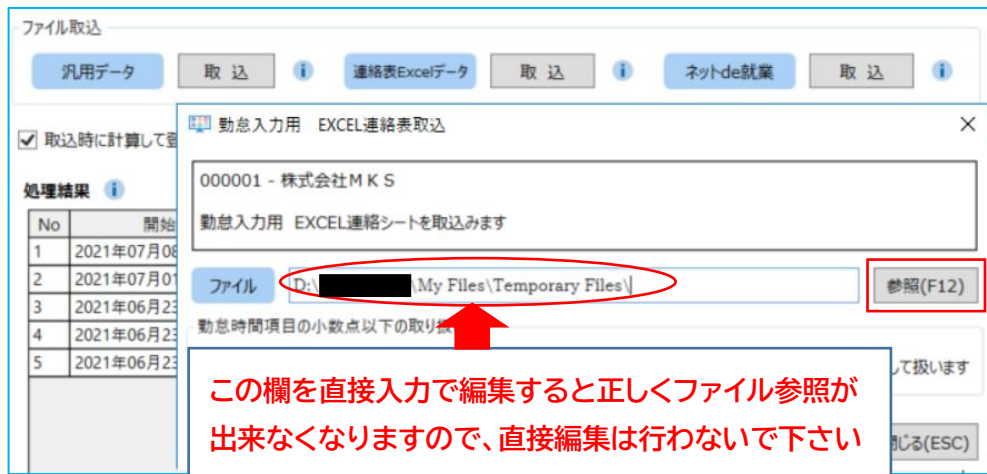 ファイル取込
汎用データ 取 込 連絡表Excelデータ 取 込 ネットde就業 取 込
取込時に計算して登
勤怠入力用 EXCEL連絡表取込
000001 - 株式会社ＭＫＳ
勤怠入力用 EXCEL連絡シートを取込みます
処理結果
No 開始
1 2021年07月08
2 2021年07月01
3 2021年06月23
4 2021年06月23
5 2021年06月23
ファイル D:\ \My Files\Temporary FIles\ 参照(F12)
勤怠時間項目の小数点以下の取り扱
して扱います
この欄を直接入力で編集すると正しくファイル参照が
出来なくなりますので、直接編集は行わないで下さい
閉じる(ESC)